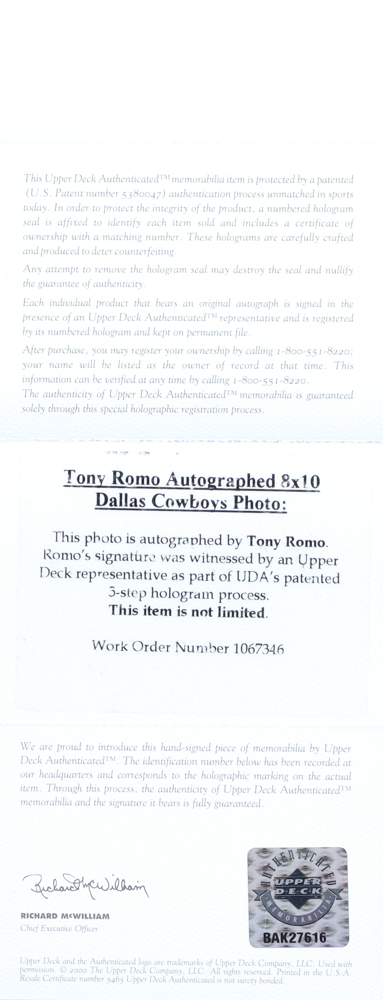 This Upper Deck Authenticated™ memorabilia item is protected by a patented
(U.S. Patent number 5380047) authentication process unmatched in sports
today. In order to protect the integrity of the product, a numbered hologram
seal is affixed to identify each item sold and includes a certificate of
ownership with a matching number. These holograms are carefully crafted
and produced to deter counterfeiting.
Any attempt to remove the hologram seal may destroy the seal and nullify
the guarantee of authenticity.
Each individual product that bears an original autograph is signed in the
presence of an Upper Deck Authenticated™ representative and is registered
by its numbered hologram and kept on permanent file.
After purchase, you may register your ownership by calling 1-800-551-8220;
your name will be listed as the owner of record at that time. This
information can be verified at any time by calling 1-800-551-8220.
The authenticity of Upper Deck Authenticated™ memorabilia is guaranteed
solely through this special holographic registration process.
Tony Romo Autographed 8x10
Dallas Cowboys Photo:
This photo is autographed by Tony Romo.
Romo's signature was witnessed by an Upper
Deck representative as part of UDA's patented
5-step hologram process.
This item is not limited.
Work Order Number 1067346
We are proud to introduce this hand-signed piece of memorabilia by Upper
Deck Authenticated™. The identification number below has been recorded at
our headquarters and corresponds to the holographic marking on the actual
item. Through this process, the authenticity of Upper Deck Authenticated™
memorabilia and the signature it bears is fully guaranteed.
Richard McWilliam
RICHARD McWILLIAM
Chief Executive Officer
AUTHENTICATED
UPPER
DECK
MEMORABILIA
BAK27616
Upper Deck and the Authenticated logo are trademarks of Upper Deck Company, LLC. Used with
permission. © 2000 The Upper Deck Company, LLC. All rights reserved. Printed in the U.S.A.
Resale Certificate number 3463 Upper Deck Authenticated is not surety bonded.